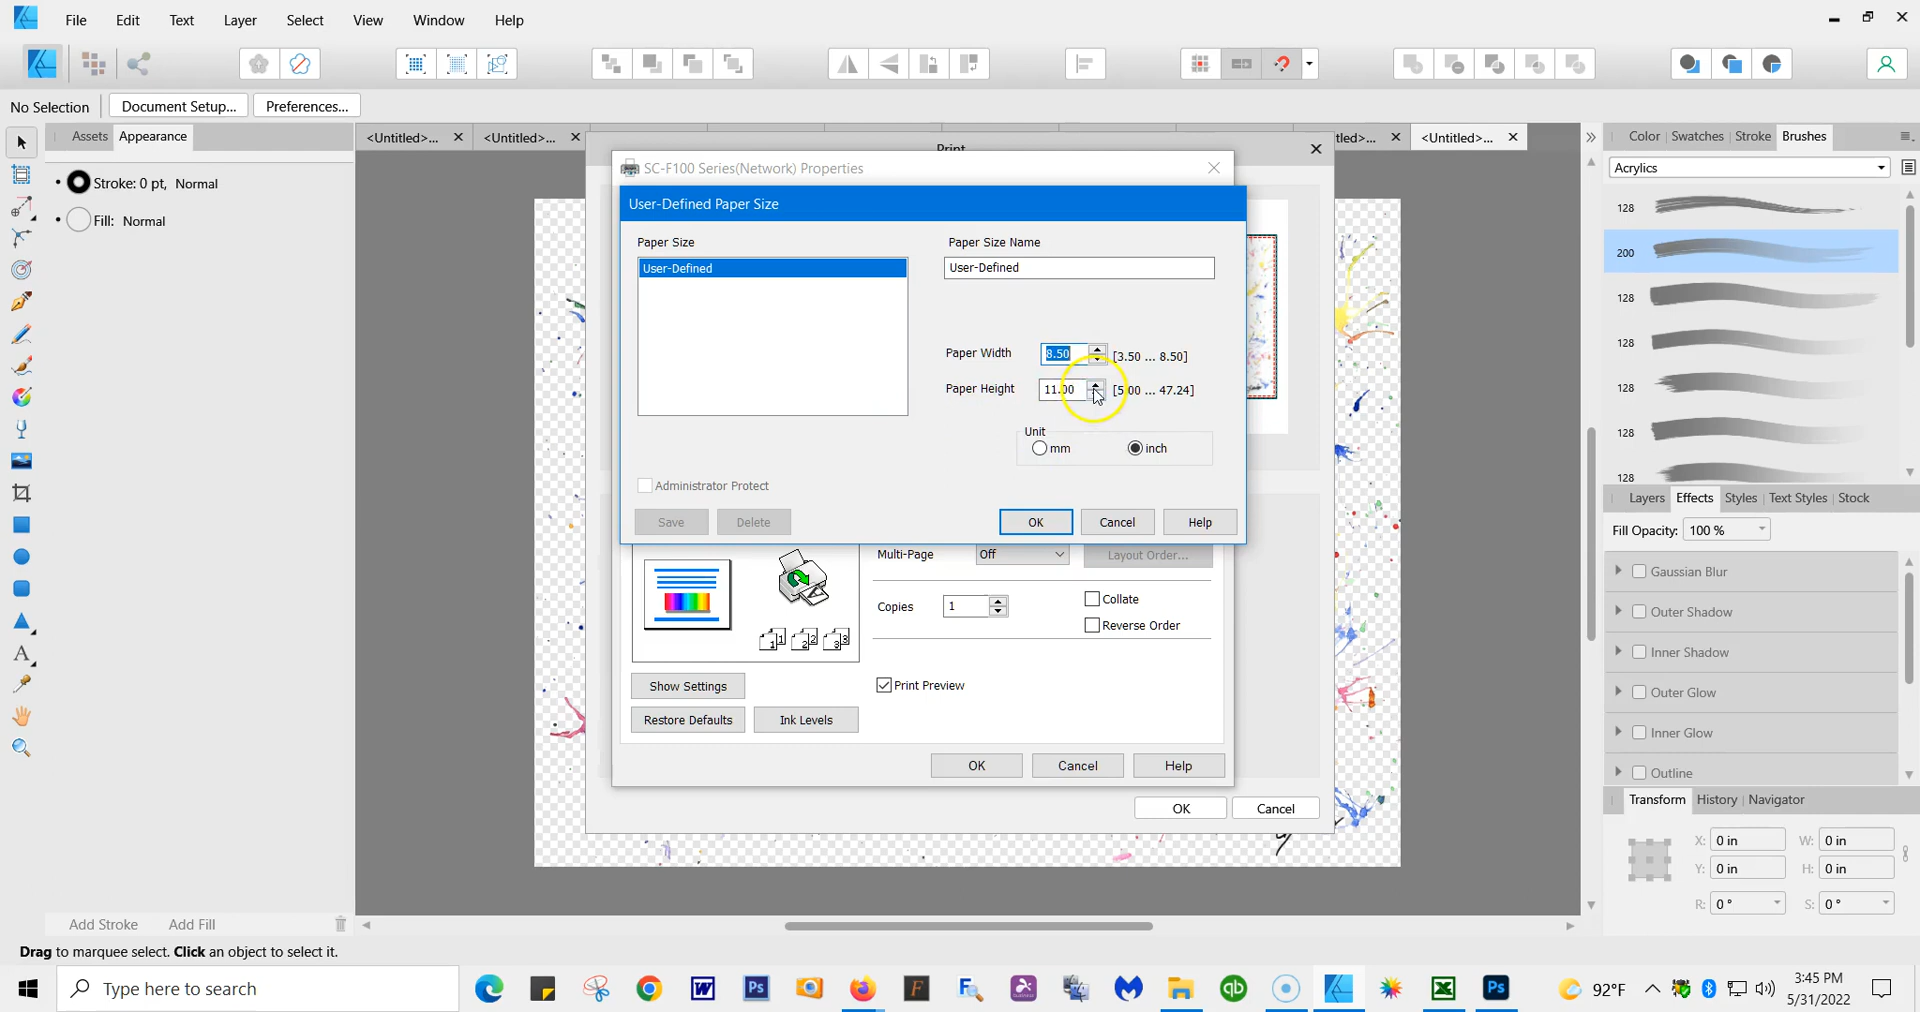 File Edit Text Layer Select View Window Help
No Selection Document Setup... Preferences...
Assets Appearance
<Untitled>... <Untitled>... tled>... <Untitled>...
Color Swatches Stroke Brushes
Print
SC-F100 Series(Network) Properties
Acrylics
Stroke: 0 pt, Normal
Fill: Normal
User-Defined Paper Size
Paper Size Paper Size Name
User-Defined User-Defined
Paper Width 8.50 [3.50 ... 8.50]
Paper Height 11.00 [5.00 ... 47.24]
Unit
mm inch
Administrator Protect
Save Delete OK Cancel Help
128
200
128
128
128
128
128
Layers Effects Styles Text Styles Stock
Fill Opacity: 100 %
Multi-Page Off Layout Order...
Copies 1 Collate
Reverse Order
1 1 2 2 3 3
Show Settings Print Preview
Restore Defaults Ink Levels
OK Cancel Help
OK Cancel
Gaussian Blur
Outer Shadow
Inner Shadow
Outer Glow
Inner Glow
Outline
Transform History Navigator
X: 0 in W: 0 in
Y: 0 in H: 0 in
R: 0 ° S: 0 °
Add Stroke Add Fill
Drag to marquee select. Click an object to select it.
Type here to search
92°F
3:45 PM
5/31/2022